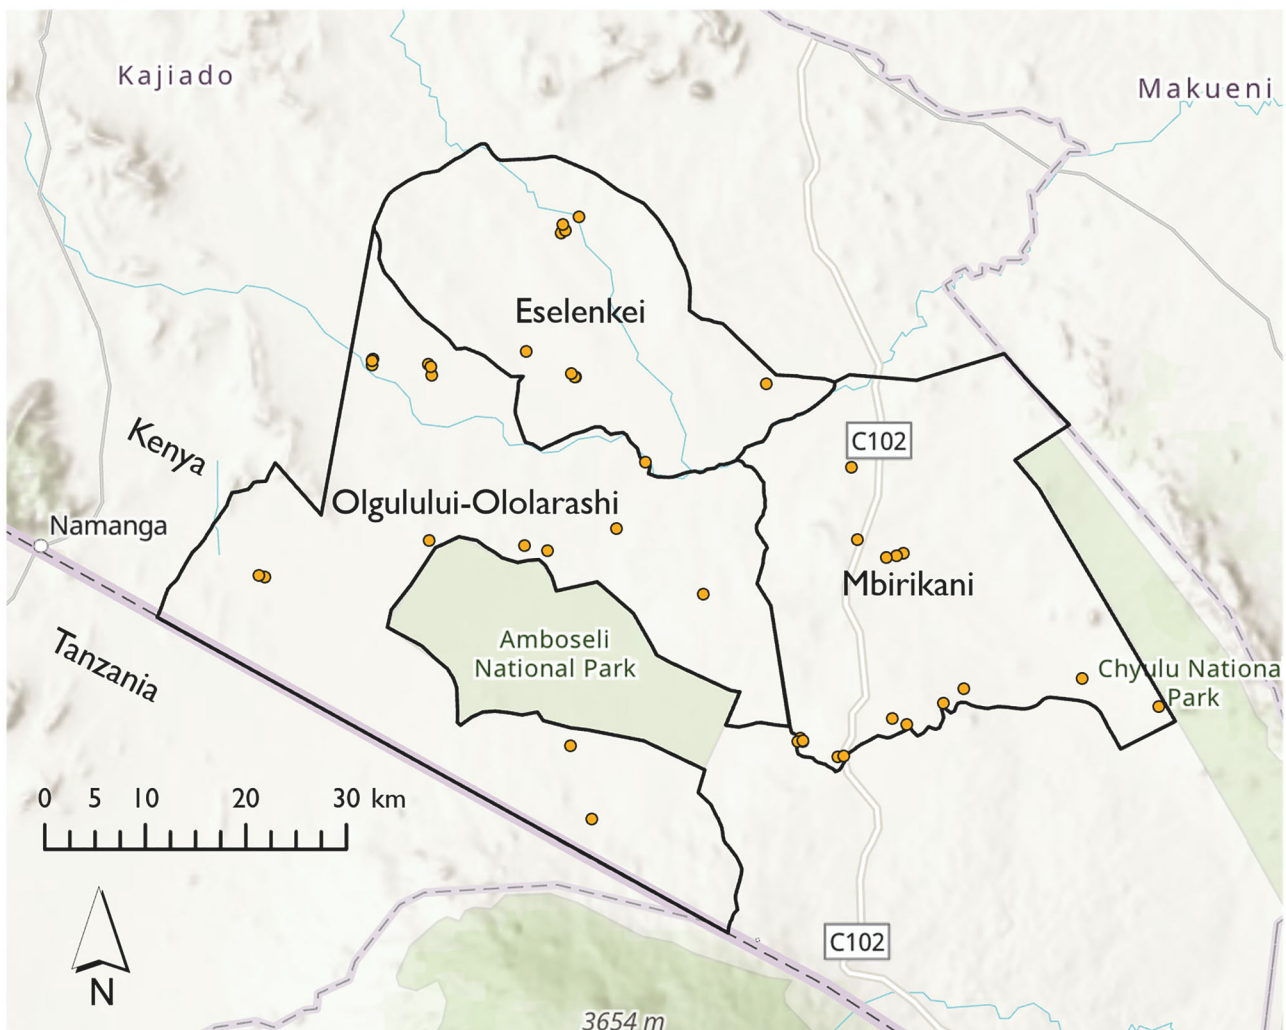 Kajiado
Makueni
Eselenkei
C102
Kenya
Olgulului-Ololarashi
Namanga
Mbirikani
Tanzania
Amboseli
National Park
Chyulu Nationa
Park
0 5 10 20 30 km
C102
N
3654 m